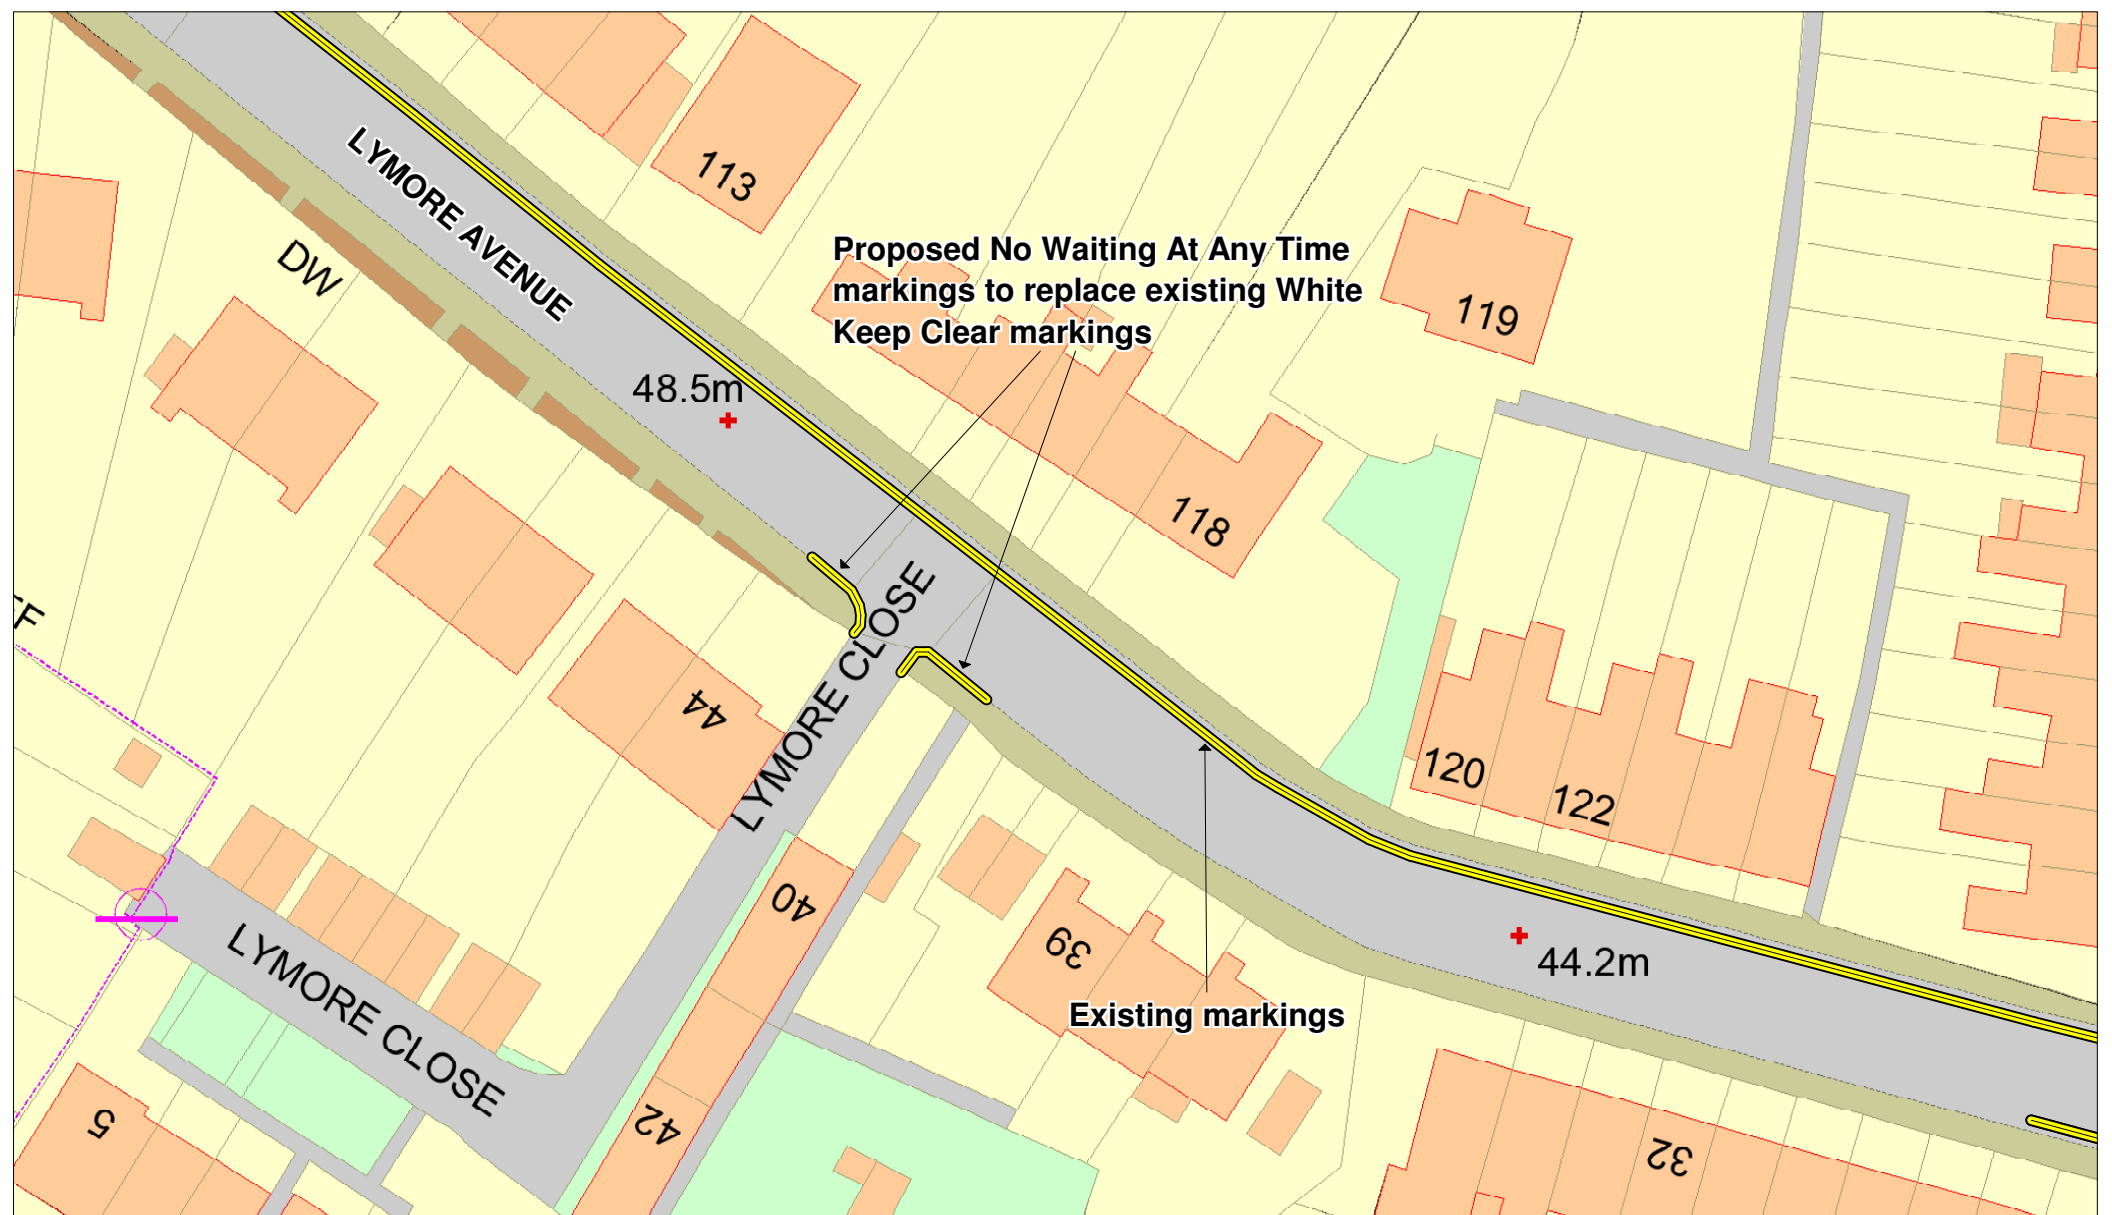 113
LYMORE AVENUE
DW
Proposed No Waiting At Any Time
markings to replace existing White
Keep Clear markings
119
48.5m
118
LYMORE CLOSE
44
120
122
40
39
44.2m
LYMORE CLOSE
Existing markings
5
42
32